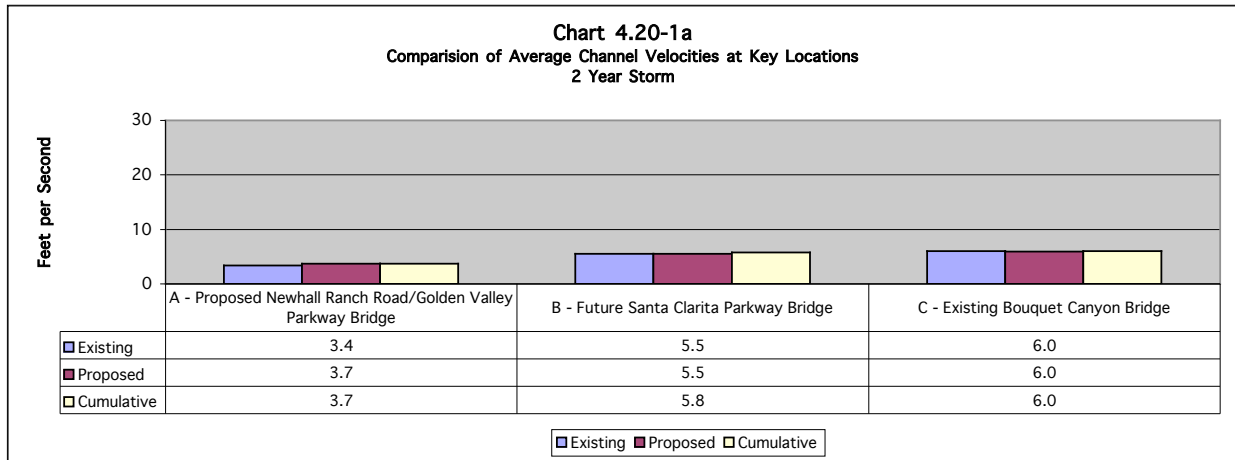 Chart 4.20-1a
Comparision of Average Channel Velocities at Key Locations
2 Year Storm
Feet per Second
30
20
10
0
A - Proposed Newhall Ranch Road/Golden Valley
Parkway Bridge
B - Future Santa Clarita Parkway Bridge
C - Existing Bouquet Canyon Bridge
Existing 3.4 5.5 6.0
Proposed 3.7 5.5 6.0
Cumulative 3.7 5.8 6.0
Existing Proposed Cumulative